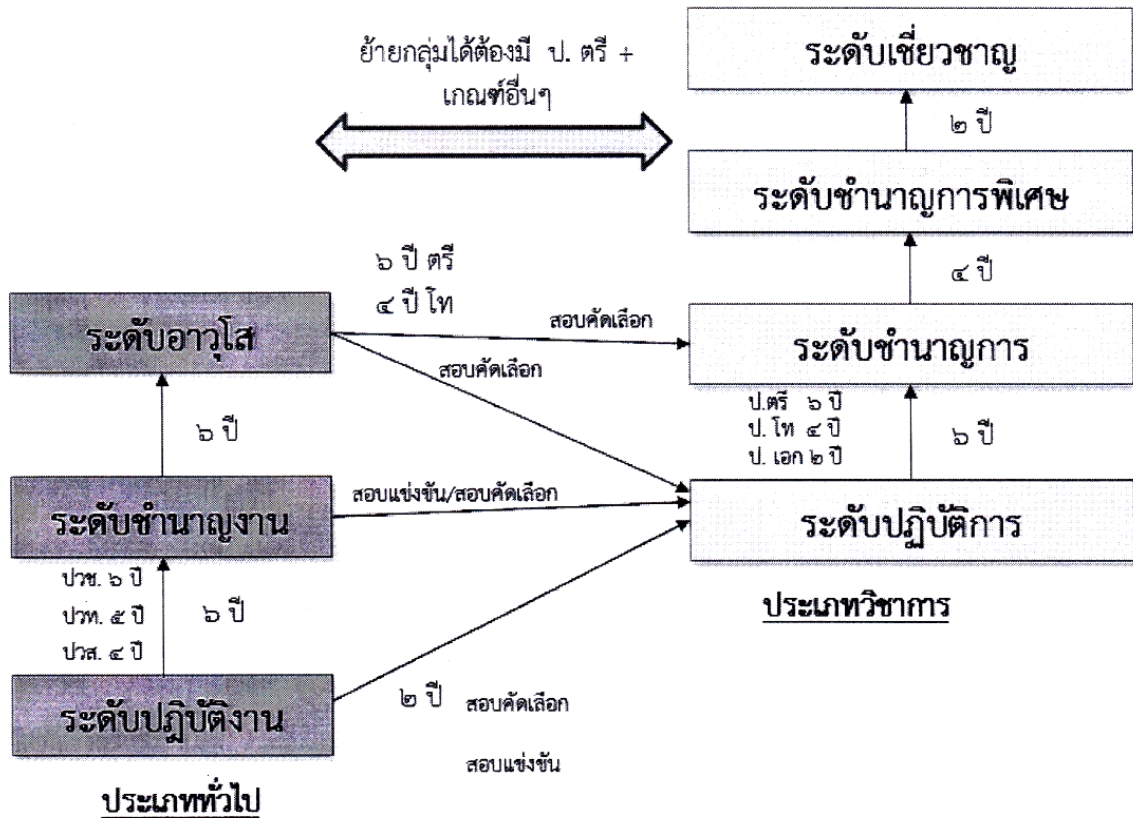 ย้ายกลุ่มได้ต้องมี ป. ตรี +
เกณฑ์อื่นๆ
ระดับเชี่ยวชาญ
๒ ปี
ระดับชำนาญการพิเศษ
๔ ปี
๖ ปี ตรี
๔ ปี โท
ระดับอาวุโส
สอบคัดเลือก
ระดับชำนาญการ
สอบคัดเลือก
๖ ปี
ป.ตรี ๖ ปี
ป. โท ๔ ปี
ป. เอก ๒ ปี
๖ ปี
ระดับชำนาญงาน
สอบแข่งขัน/สอบคัดเลือก
ระดับปฏิบัติการ
ปวช. ๖ ปี
ปวท. ๕ ปี
ปวส. ๔ ปี
๖ ปี
ประเภทวิชาการ
ระดับปฏิบัติงาน
๒ ปี
สอบคัดเลือก
สอบแข่งขัน
ประเภททั่วไป